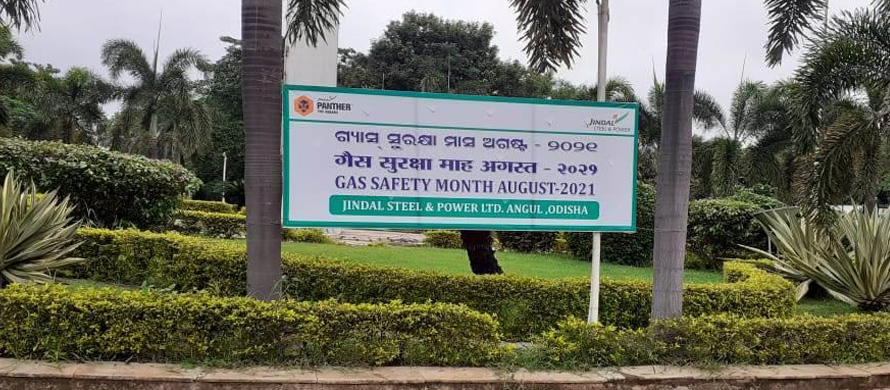 PANTHER
JINDAL
STEEL & POWER
ଗ୍ୟାସ୍ ସୁରକ୍ଷା ମାସ ଅଗଷ୍ଟ - ୨୦୨୧
गैस सुरक्षा माह अगस्त - २०२१
GAS SAFETY MONTH AUGUST-2021
JINDAL STEEL & POWER LTD. ANGUL ,ODISHA